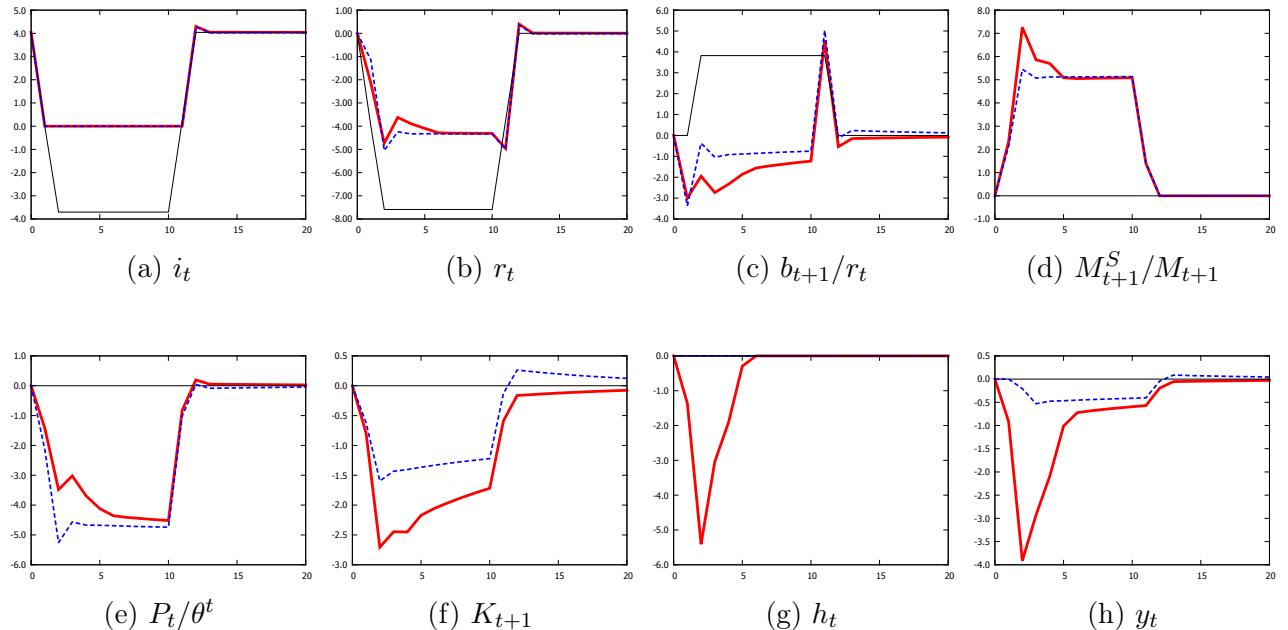 5.0 4.0 3.0 2.0 1.0 0.0 -1.0 -2.0 -3.0 -4.0
0 5 10 15 20
(a) i_t
1.00 0.00 -1.00 -2.00 -3.00 -4.00 -5.00 -6.00 -7.00 -8.00
0 5 10 15 20
(b) r_t
6.0 5.0 4.0 3.0 2.0 1.0 0.0 -1.0 -2.0 -3.0 -4.0
0 5 10 15 20
(c) b_{t+1}/r_t
8.0 7.0 6.0 5.0 4.0 3.0 2.0 1.0 0.0 -1.0
0 5 10 15 20
(d) M^S_{t+1}/M_{t+1}
1.0 0.0 -1.0 -2.0 -3.0 -4.0 -5.0 -6.0
0 5 10 15 20
(e) P_t/θ^t
0.5 0.0 -0.5 -1.0 -1.5 -2.0 -2.5 -3.0
0 5 10 15 20
(f) K_{t+1}
0.0 -1.0 -2.0 -3.0 -4.0 -5.0 -6.0
0 5 10 15 20
(g) h_t
0.5 0.0 -0.5 -1.0 -1.5 -2.0 -2.5 -3.0 -3.5 -4.0
0 5 10 15 20
(h) y_t